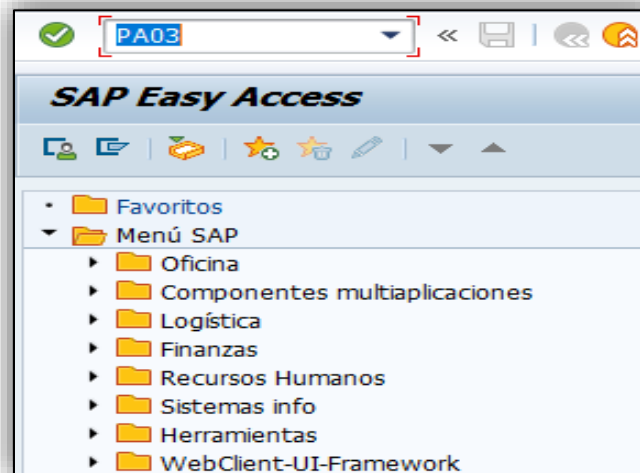 PA03
SAP Easy Access
Favoritos
Menú SAP
Oficina
Componentes multiaplicaciones
Logística
Finanzas
Recursos Humanos
Sistemas info
Herramientas
WebClient-UI-Framework